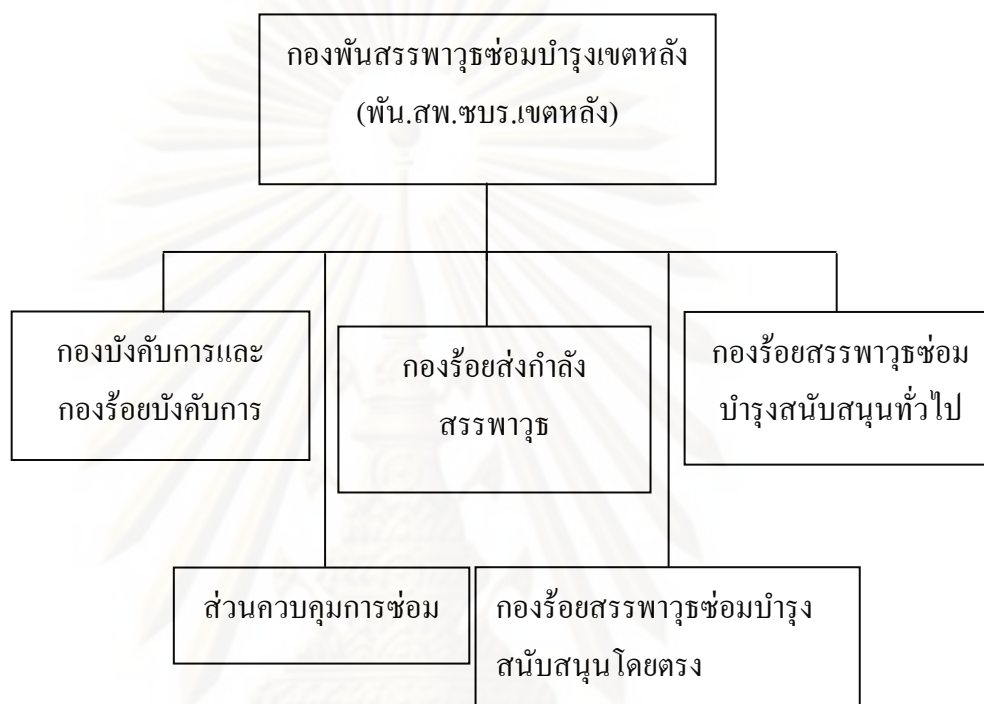 กองพันสรรพาวุธซ่อมบำรุงเขตหลัง
(พัน.สพ.ซบร.เขตหลัง)
กองบังคับการและ
กองร้อยบังคับการ
กองร้อยส่งกำลัง
สรรพาวุธ
กองร้อยสรรพาวุธซ่อม
บำรุงสนับสนุนทั่วไป
ส่วนควบคุมการซ่อม
กองร้อยสรรพาวุธซ่อมบำรุง
สนับสนุนโดยตรง